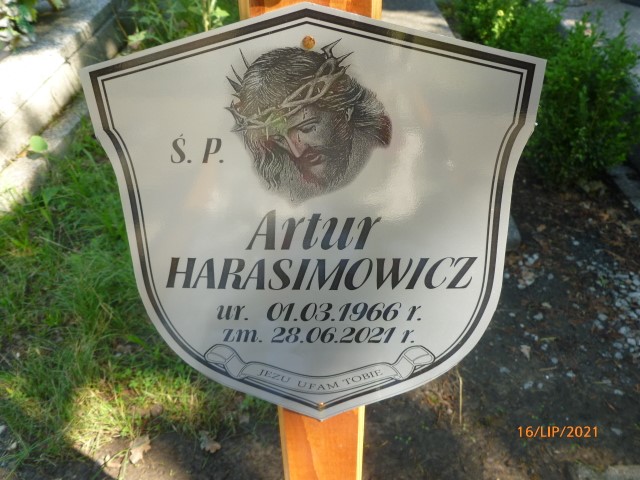 Ś. P.
Artur
HARASIMOWICZ
ur. 01.03.1966 r.
zm. 28.06.2021 r.
JEZU UFAM TOBIE
16/LIP/2021